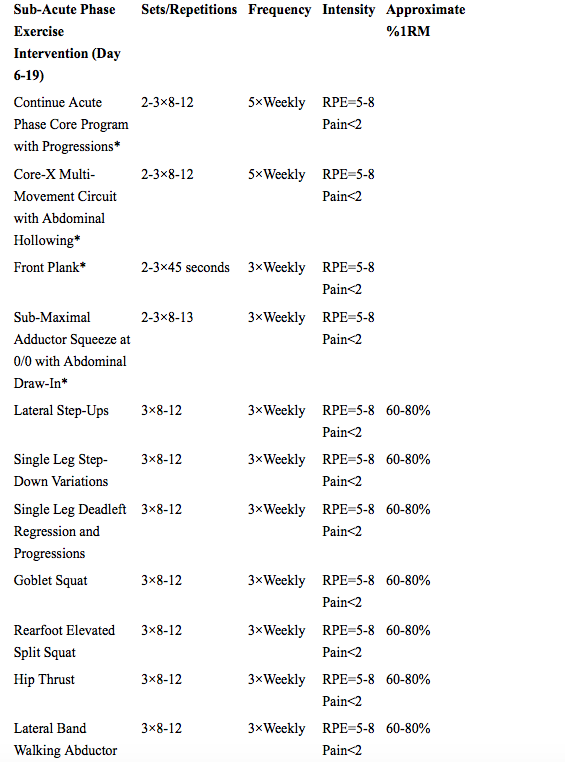 Sub-Acute Phase Sets/Repetitions Frequency Intensity Approximate
Exercise %1RM
Intervention (Day
6-19)
Continue Acute 2-3×8-12 5×Weekly RPE=5-8
Phase Core Program Pain<2
with Progressions*
Core-X Multi- 2-3×8-12 5×Weekly RPE=5-8
Movement Circuit Pain<2
with Abdominal
Hollowing*
Front Plank* 2-3×45 seconds 3×Weekly RPE=5-8
Pain<2
Sub-Maximal 2-3×8-13 3×Weekly RPE=5-8
Adductor Squeeze at Pain<2
0/0 with Abdominal
Draw-In*
Lateral Step-Ups 3×8-12 3×Weekly RPE=5-8 60-80%
Pain<2
Single Leg Step- 3×8-12 3×Weekly RPE=5-8 60-80%
Down Variations Pain<2
Single Leg Deadleft 3×8-12 3×Weekly RPE=5-8 60-80%
Regression and Pain<2
Progressions
Goblet Squat 3×8-12 3×Weekly RPE=5-8 60-80%
Pain<2
Rearfoot Elevated 3×8-12 3×Weekly RPE=5-8 60-80%
Split Squat Pain<2
Hip Thrust 3×8-12 3×Weekly RPE=5-8 60-80%
Pain<2
Lateral Band 3×8-12 3×Weekly RPE=5-8 60-80%
Walking Abductor Pain<2